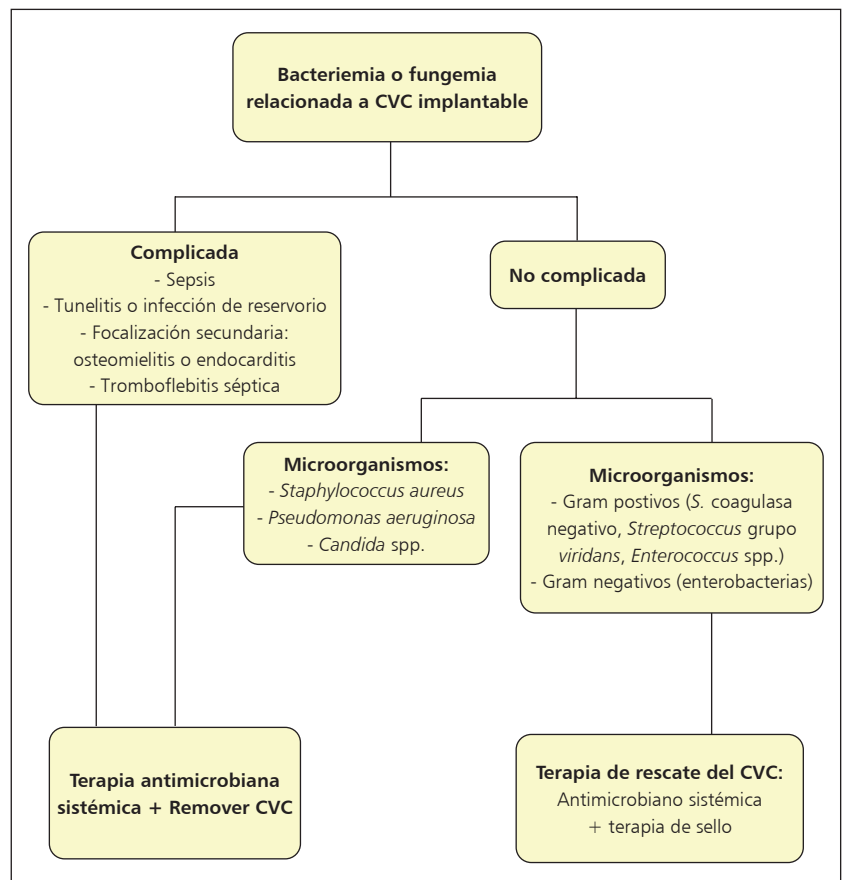 Bacteriemia o fungemia
relacionada a CVC implantable
Complicada
- Sepsis
- Tunelitis o infección de reservorio
- Focalización secundaria:
osteomielitis o endocarditis
- Tromboflebitis séptica
No complicada
Microorganismos:
- Staphylococcus aureus
- Pseudomonas aeruginosa
- Candida spp.
Microorganismos:
- Gram postivos (S. coagulasa
negativo, Streptococcus grupo
viridans, Enterococcus spp.)
- Gram negativos (enterobacterias)
Terapia antimicrobiana
sistémica + Remover CVC
Terapia de rescate del CVC:
Antimicrobiano sistémica
+ terapia de sello